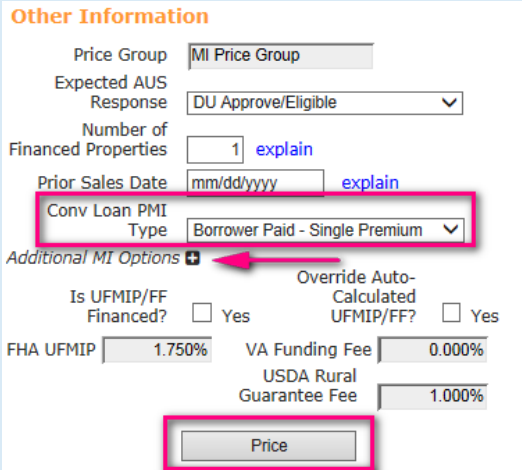 Other Information
Price Group MI Price Group
Expected AUS
Response DU Approve/Eligible
Number of
Financed Properties 1 explain
Prior Sales Date mm/dd/yyyy explain
Conv Loan PMI
Type Borrower Paid - Single Premium
Additional MI Options
Is UFMIP/FF
Financed? Yes
Override Auto-
Calculated
UFMIP/FF? Yes
FHA UFMIP 1.750% VA Funding Fee 0.000%
USDA Rural
Guarantee Fee 1.000%
Price